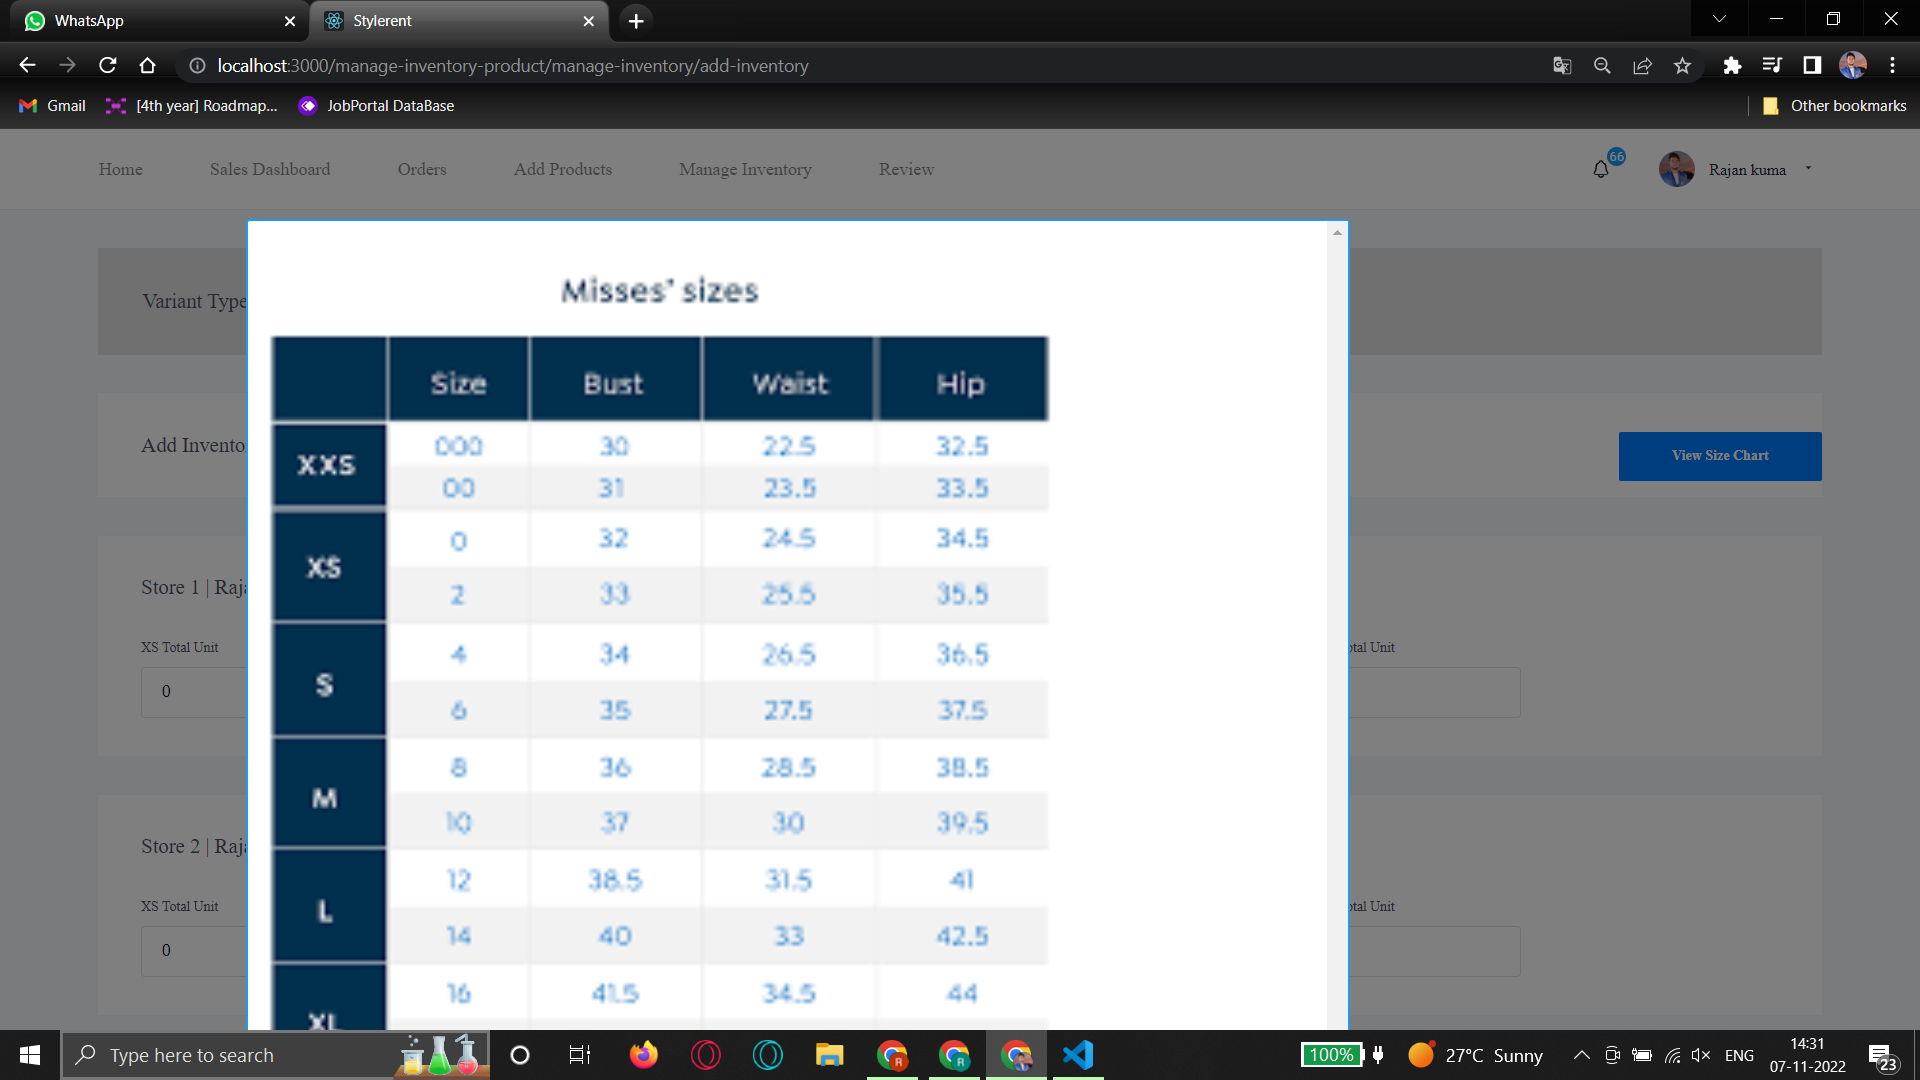 WhatsApp
Stylerent
localhost:3000/manage-inventory-product/manage-inventory/add-inventory
Gmail
[4th year] Roadmap...
JobPortal DataBase
Other bookmarks
Home
Sales Dashboard
Orders
Add Products
Manage Inventory
Review
66
Rajan kuma
Variant Type
Misses' sizes
Size Bust Waist Hip
XXS
000 30 22.5 32.5
00 31 23.5 33.5
XS
0 32 24.5 34.5
2 33 25.5 35.5
S
4 34 26.5 36.5
6 35 27.5 37.5
M
8 36 28.5 38.5
10 37 30 39.5
L
12 38.5 31.5 41
14 40 33 42.5
XL
16 41.5 34.5 44
Add Invento
View Size Chart
Store 1 | Raja
XS Total Unit
otal Unit
0
Store 2 | Raja
XS Total Unit
otal Unit
0
Type here to search
100%
27°C Sunny
ENG
14:31
07-11-2022
23